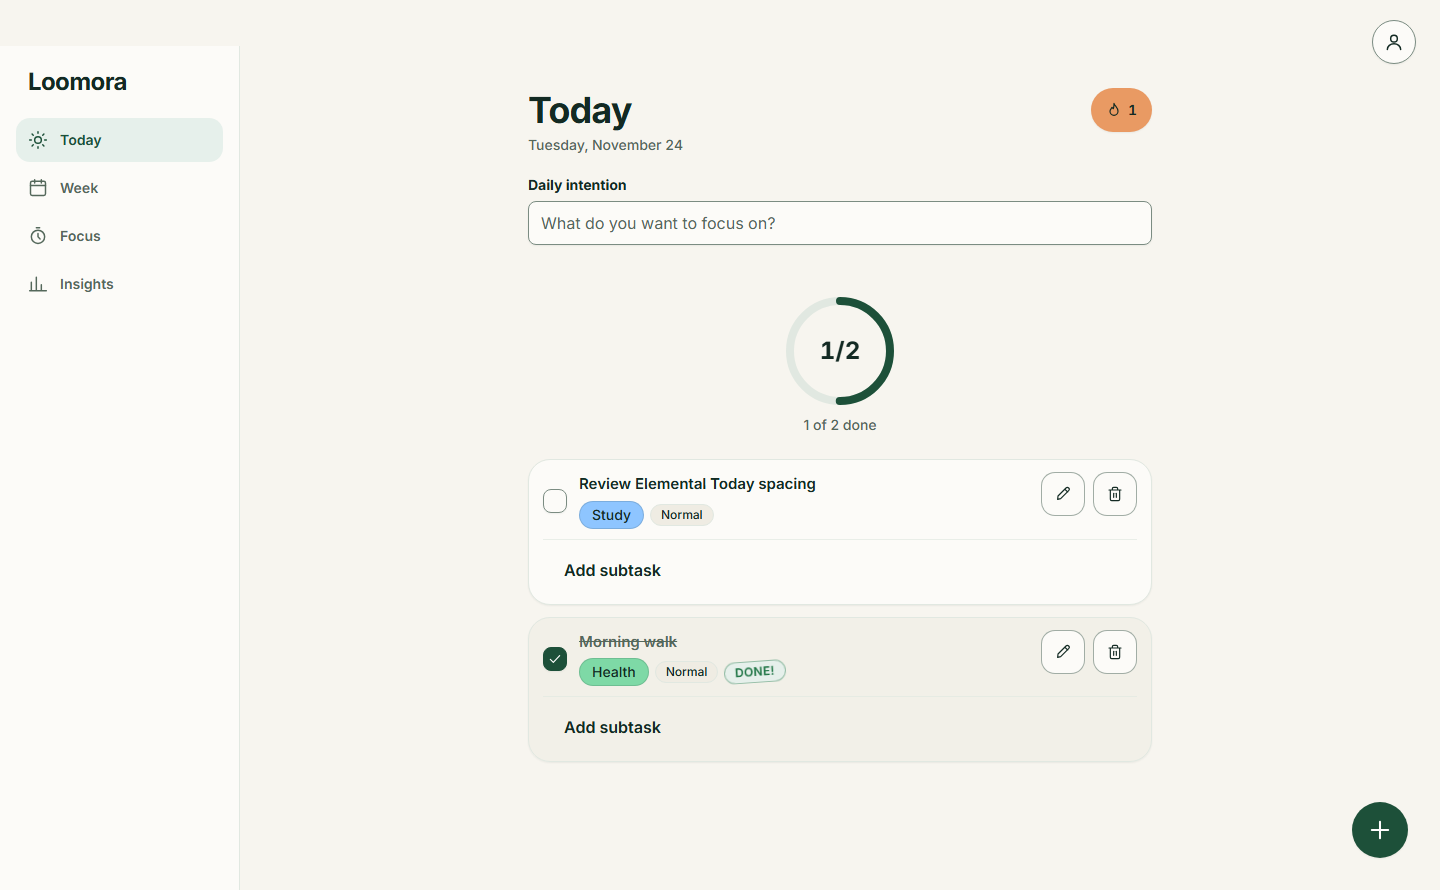 Loomora
Today
Week
Focus
Insights
Today
1
Tuesday, November 24
Daily intention
What do you want to focus on?
1/2
1 of 2 done
Review Elemental Today spacing
Study Normal
Add subtask
Morning walk
Health Normal DONE!
Add subtask